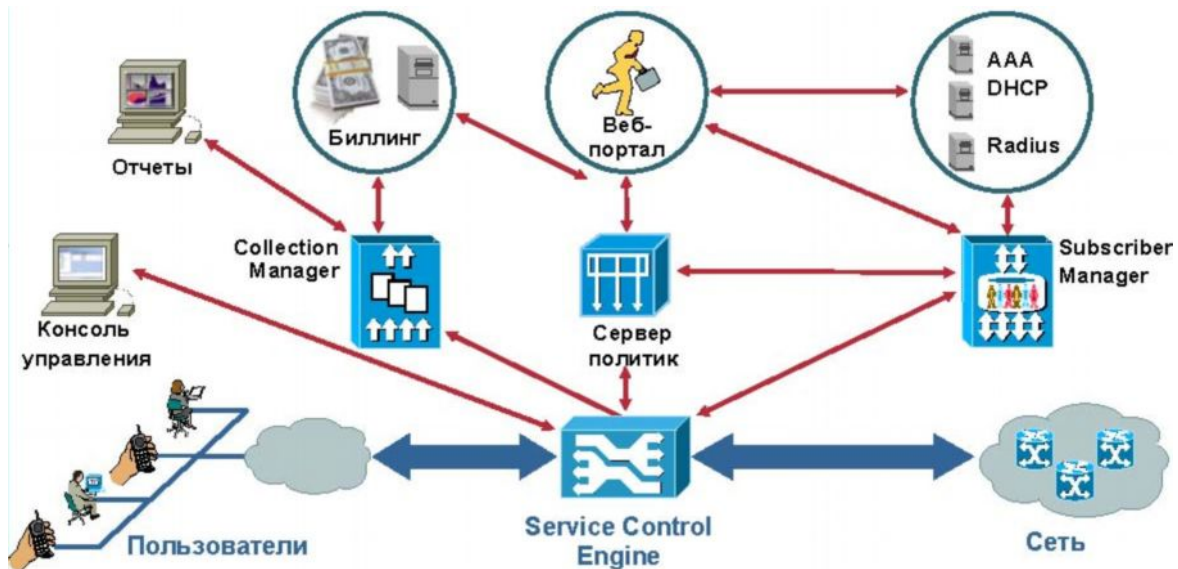 Биллинг
Веб-
портал
AAA
DHCP
Radius
Отчеты
Collection
Manager
Subscriber
Manager
Консоль
управления
Сервер
политик
Пользователи
Service Control
Engine
Сеть